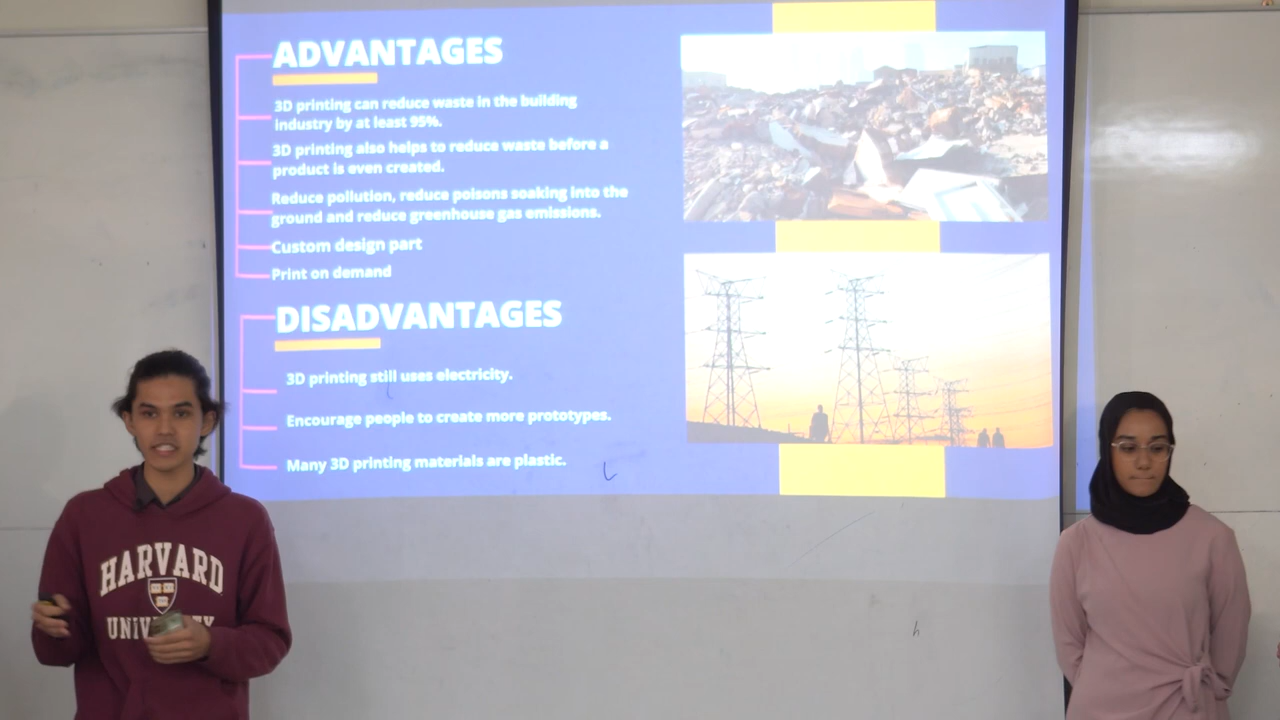 ADVANTAGES
3D printing can reduce waste in the building
industry by at least 95%.
3D printing also helps to reduce waste before a
product is even created.
Reduce pollution, reduce poisons soaking into the
ground and reduce greenhouse gas emissions.
Custom design part
Print on demand
DISADVANTAGES
3D printing still uses electricity.
Encourage people to create more prototypes.
Many 3D printing materials are plastic.
HARVARD